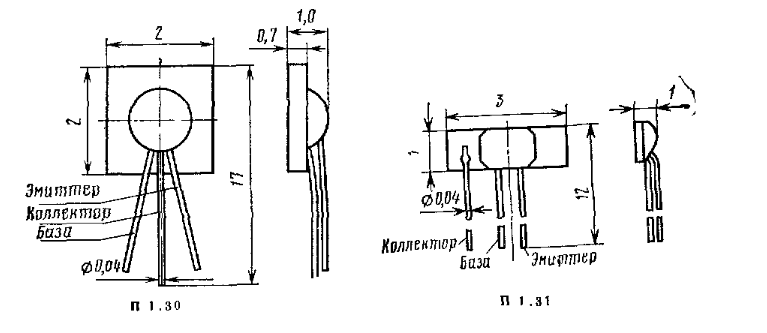 2
2
0,7
1,0
17
Эмиттер
Коллектор
База
Ø0,04
П 1.30
3
1
1
12
Ø0,04
Коллектор
База
Эмиттер
П 1.31